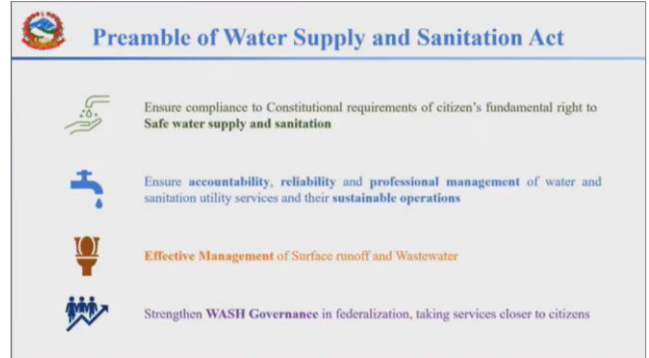 Preamble of Water Supply and Sanitation Act
Ensure compliance to Constitutional requirements of citizen's fundamental right to
Safe water supply and sanitation
Ensure accountability, reliability and professional management of water and
sanitation utility services and their sustainable operations
Effective Management of Surface runoff and Wastewater
Strengthen WASH Governance in federalization, taking services closer to citizens